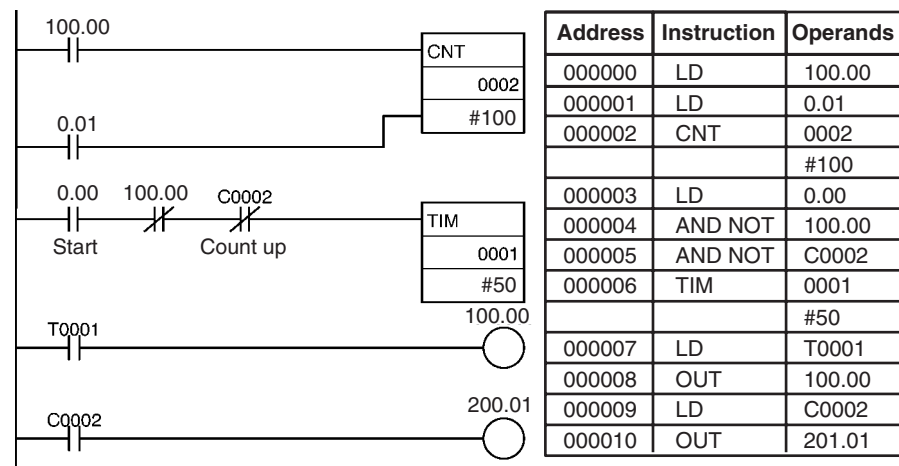 100.00
CNT
0002
#100
0.01
0.00 100.00 C0002
Start Count up
TIM
0001
#50
T0001 100.00
C0002 200.01
Address Instruction Operands
000000 LD 100.00
000001 LD 0.01
000002 CNT 0002
#100
000003 LD 0.00
000004 AND NOT 100.00
000005 AND NOT C0002
000006 TIM 0001
#50
000007 LD T0001
000008 OUT 100.00
000009 LD C0002
000010 OUT 201.01